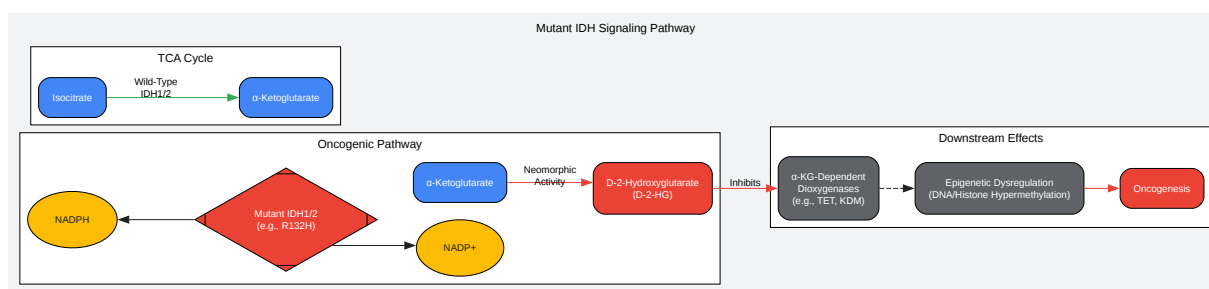 Mutant IDH Signaling Pathway
TCA Cycle
Isocitrate
Wild-Type
IDH1/2
α-Ketoglutarate
Oncogenic Pathway
NADPH
Mutant IDH1/2
(e.g., R132H)
NADP+
α-Ketoglutarate
Neomorphic
Activity
D-2-Hydroxyglutarate
(D-2-HG)
Inhibits
Downstream Effects
α-KG-Dependent
Dioxygenases
(e.g., TET, KDM)
Epigenetic Dysregulation
(DNA/Histone Hypermethylation)
Oncogenesis